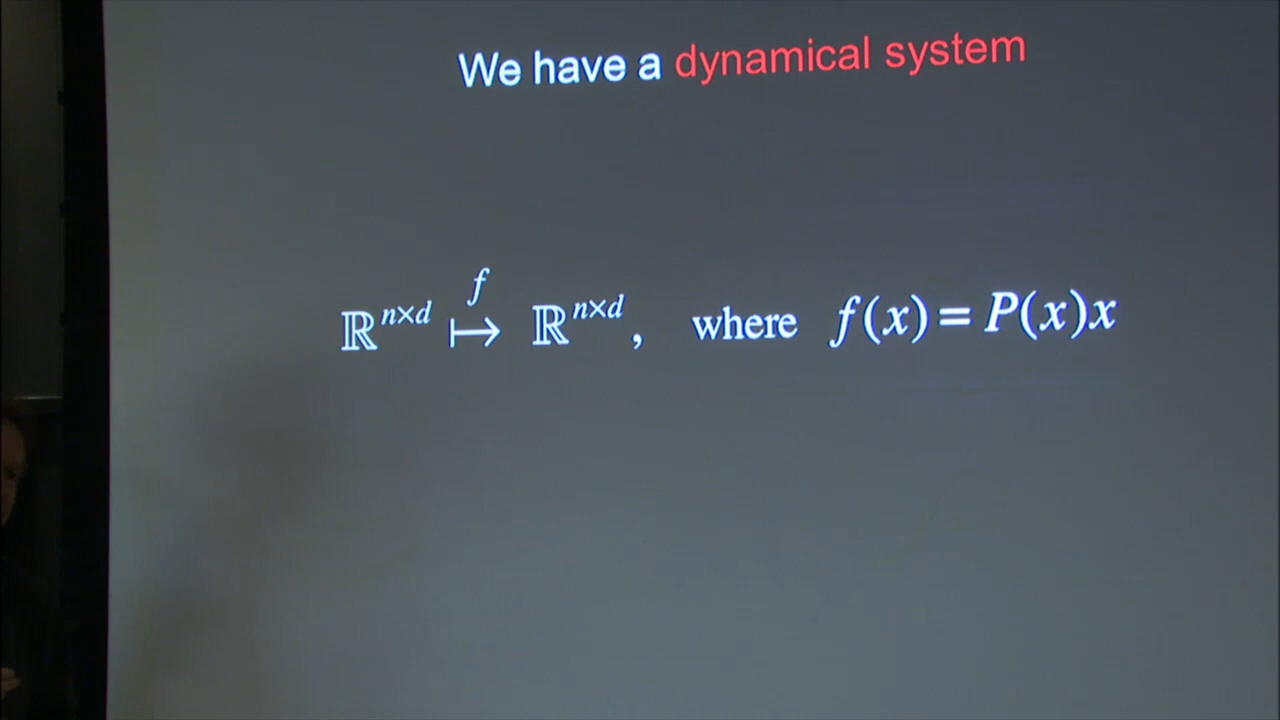 We have a dynamical system
f
ℝ^{n×d} ↦ ℝ^{n×d}, where f(x) = P(x)x